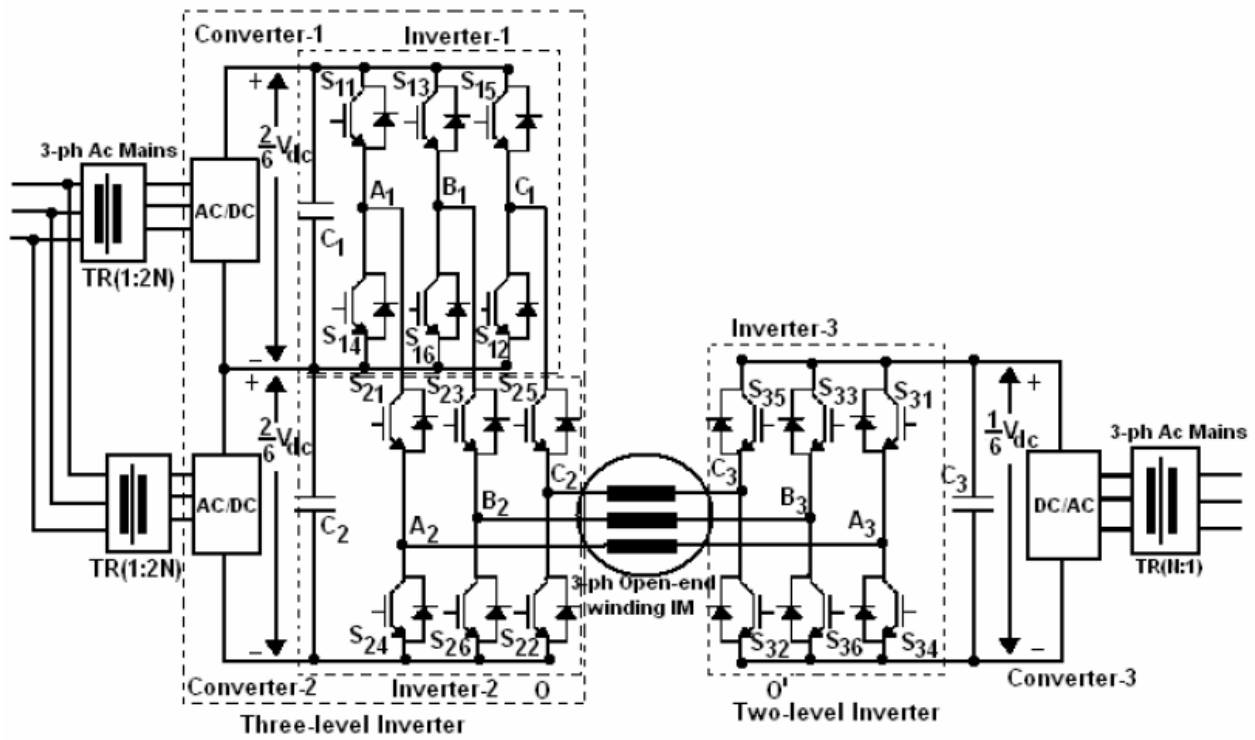 Converter-1
Inverter-1
S11 S13 S15
+
2/6 Vdc
3-ph Ac Mains
AC/DC
A1 B1 C1
C1
TR(1:2N)
S14 S16 S12
−
Inverter-3
+
S21 S23 S25
2/6 Vdc
S35 S33 S31
+
1/6 Vdc
3-ph Ac Mains
AC/DC
C2
C2
B2
A2
C3
B3
A3
C3
DC/AC
TR(1:2N)
TR(N:1)
3-ph Open-end
winding IM
S24 S26 S22
−
S32 S36 S34
−
Converter-2
Inverter-2
O
O'
Converter-3
Three-level Inverter
Two-level Inverter